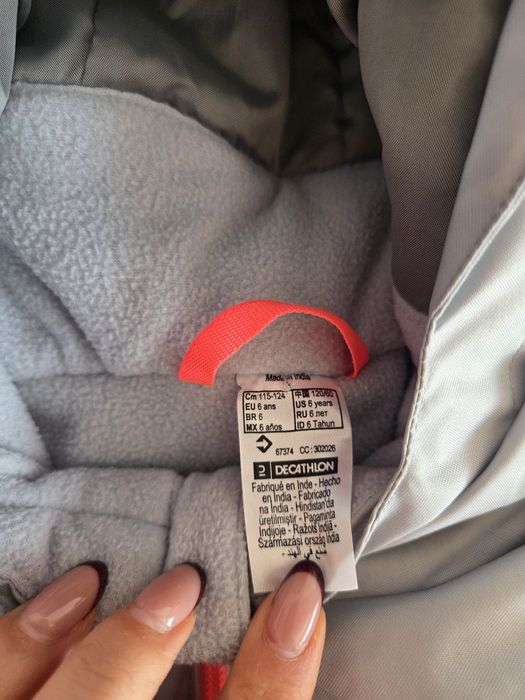 Made in India
Cm 115-124 中国 120/60
EU 6 ans US 6 years
BR 6 RU 6 лет
MX 6 años ID 6 Tahun
67374 CC: 302026
DECATHLON
Fabriqué en Inde - Hecho
en India - Fabricado
na Índia - Hindistan'da
üretilmiştir - Pagaminta
Indijoje - Ražots Indijā -
Származási ország India
- صنع في الهند